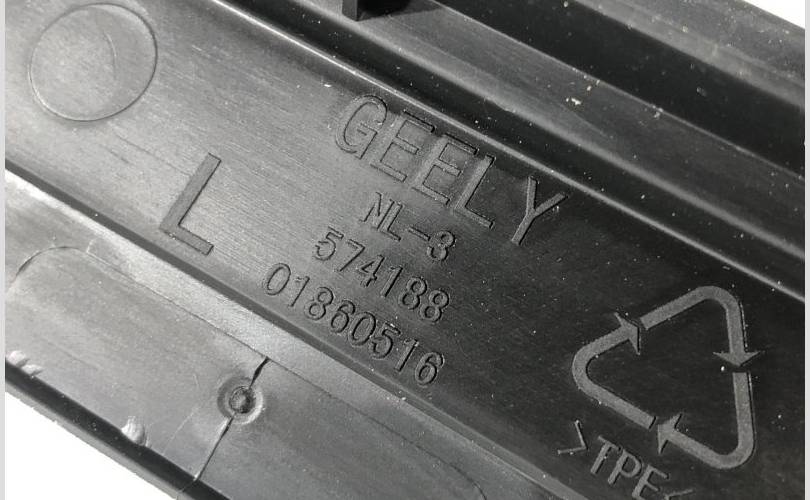 GEELY
L
NL-3
574188
01860516
>TPE<